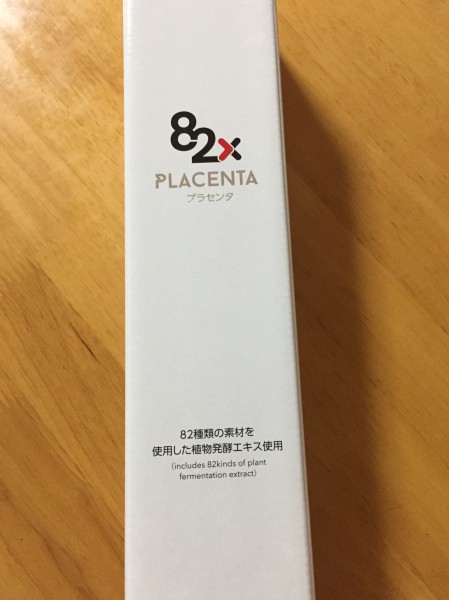 82x
PLACENTA
プラセンタ
82種類の素材を
使用した植物発酵エキス使用
(includes 82kinds of plant
fermentation extract)